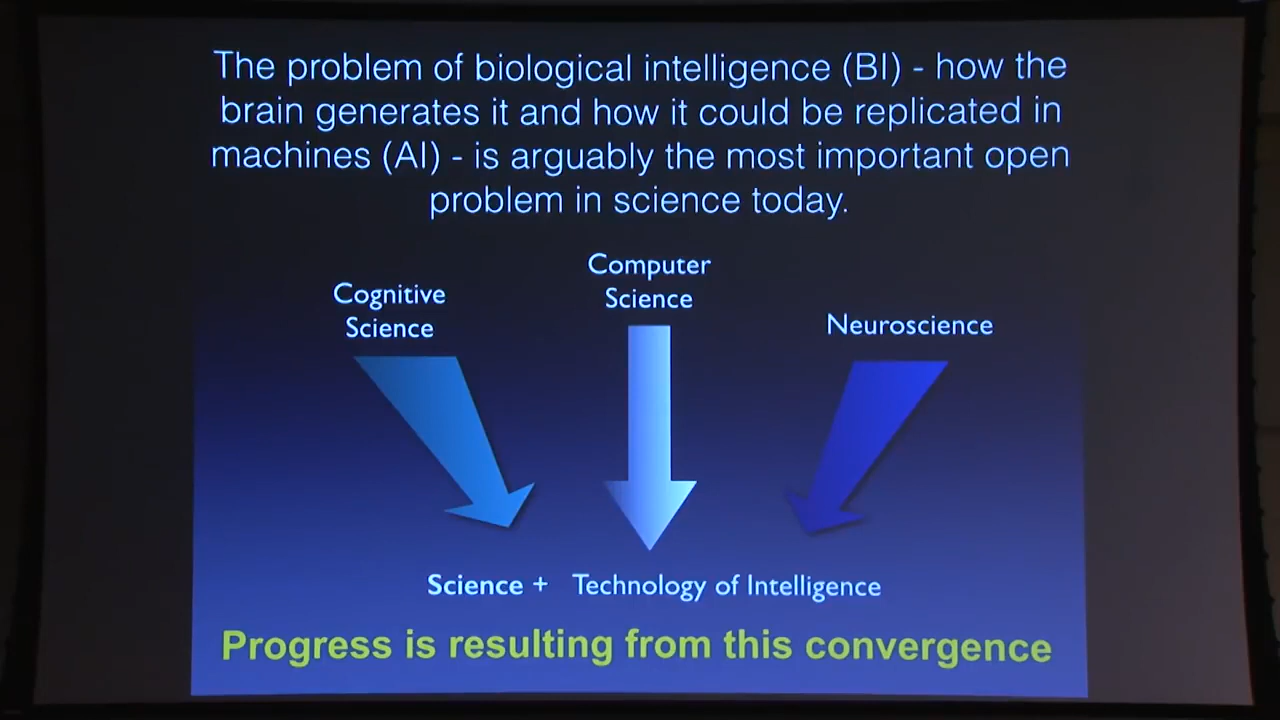 The problem of biological intelligence (BI) - how the
brain generates it and how it could be replicated in
machines (AI) - is arguably the most important open
problem in science today.
Computer
Science
Cognitive
Science
Neuroscience
Science + Technology of Intelligence
Progress is resulting from this convergence